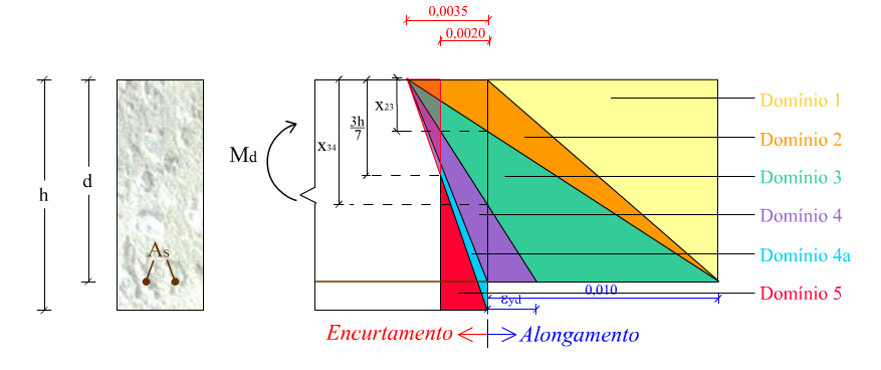 0,0035
0,0020
Domínio 1
x23
Domínio 2
3h
7
x34
Md
Domínio 3
d
h
Domínio 4
As
Domínio 4a
0,010
Domínio 5
εyd
Encurtamento
Alongamento